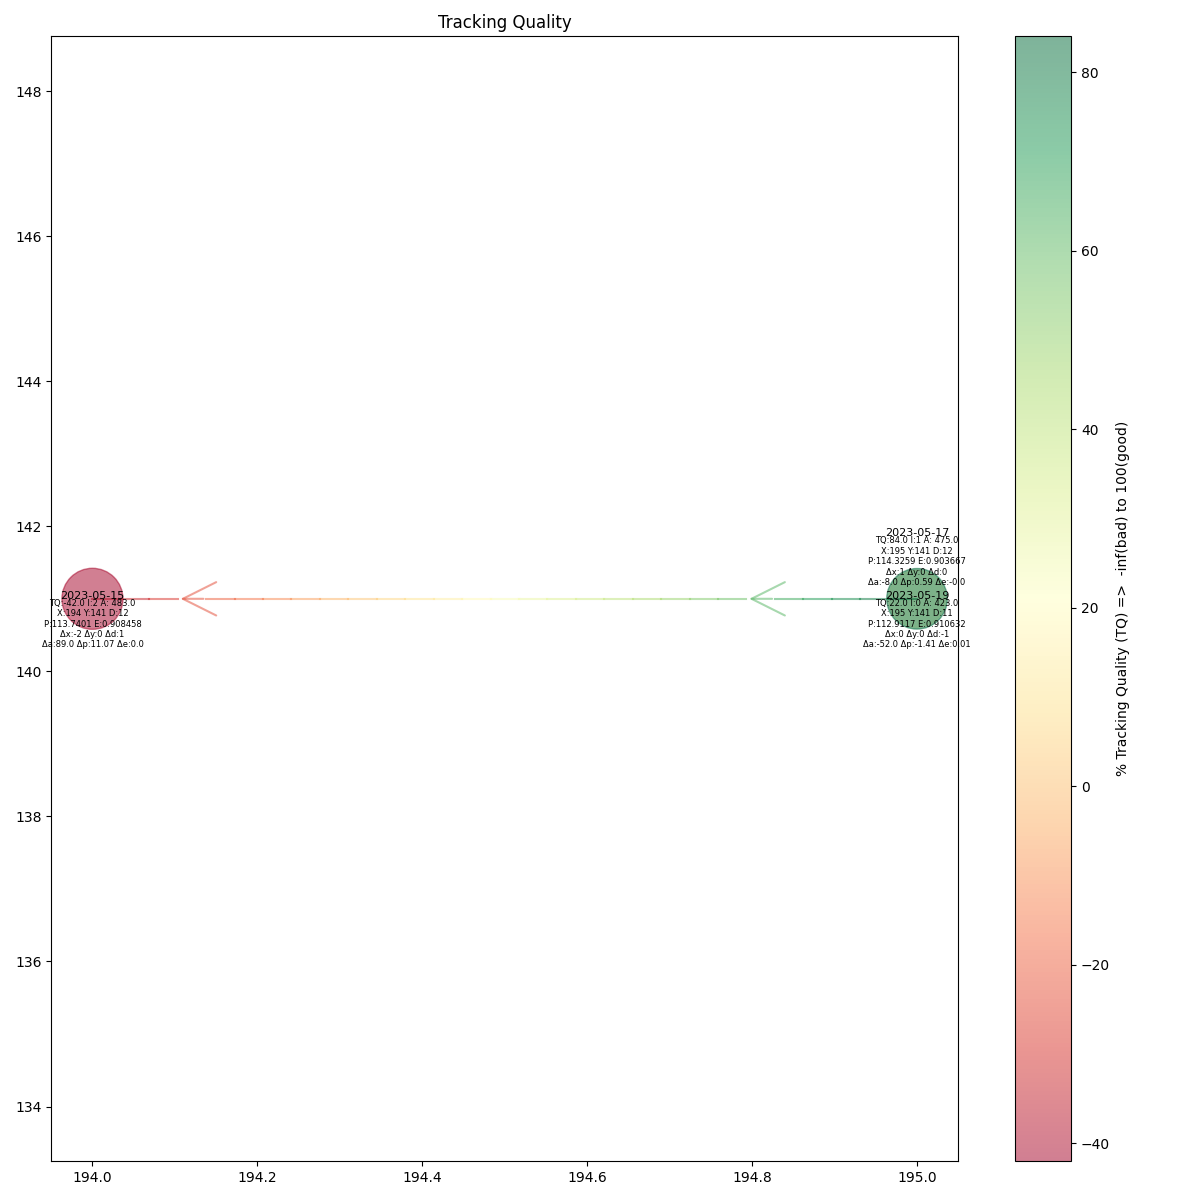 Tracking Quality
148
146
144
142
140
138
136
134
2023-05-15
TQ:-42.0 I:2 A: 483.0
X:194 Y:141 D:12
P:113.7401 E:0.908458
Δx:-2 Δy:0 Δd:1
Δa:89.0 Δp:11.07 Δe:0.0
2023-05-17
TQ:84.0 I:1 A: 475.0
X:195 Y:141 D:12
P:114.3259 E:0.903667
Δx:1 Δy:0 Δd:0
Δa:-8.0 Δp:0.59 Δe:-0.0
2023-05-19
TQ:22.0 I:0 A: 423.0
X:195 Y:141 D:11
P:112.9117 E:0.910632
Δx:0 Δy:0 Δd:-1
Δa:-52.0 Δp:-1.41 Δe:0.01
194.0 194.2 194.4 194.6 194.8 195.0
80
60
40
20
0
−20
−40
% Tracking Quality (TQ) => -inf(bad) to 100(good)